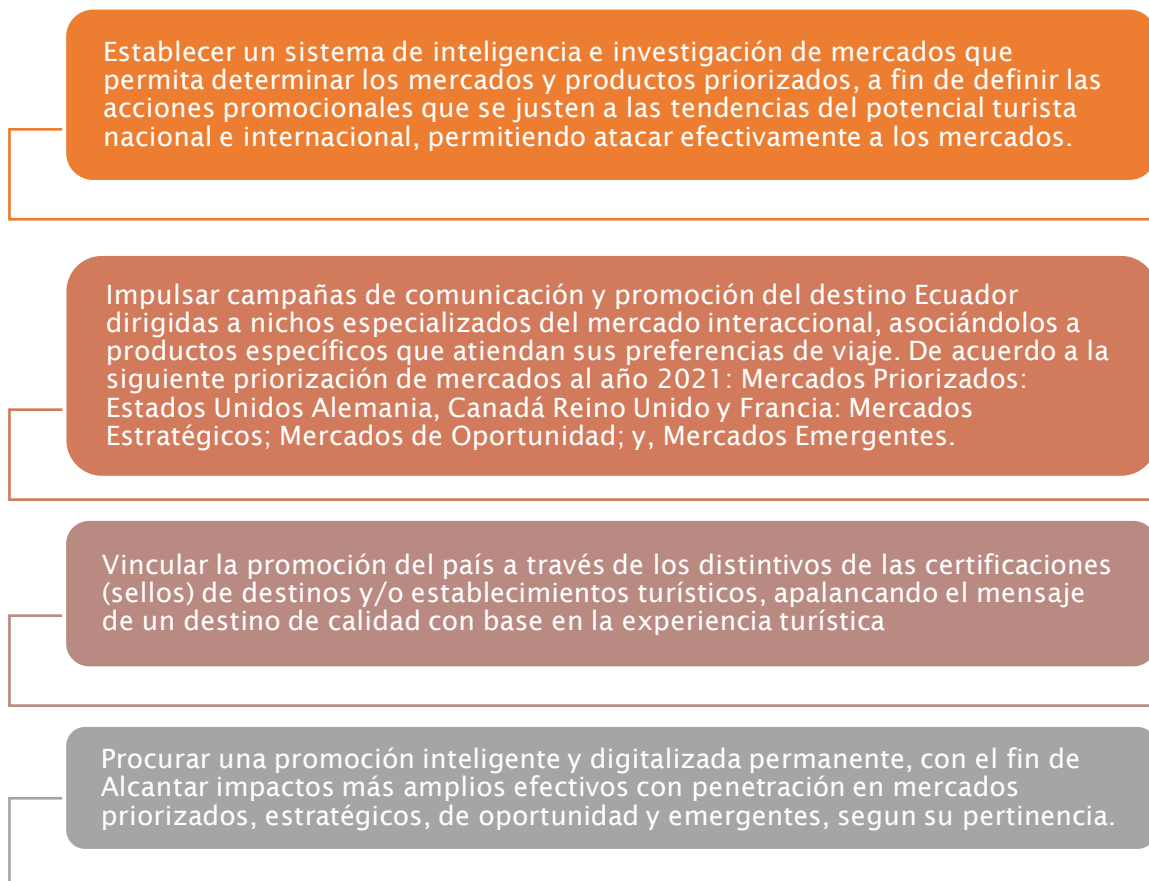 Establecer un sistema de inteligencia e investigación de mercados que
permita determinar los mercados y productos priorizados, a fin de definir las
acciones promocionales que se justen a las tendencias del potencial turista
nacional e internacional, permitiendo atacar efectivamente a los mercados.
Impulsar campañas de comunicación y promoción del destino Ecuador
dirigidas a nichos especializados del mercado interaccional, asociándolos a
productos específicos que atiendan sus preferencias de viaje. De acuerdo a la
siguiente priorización de mercados al año 2021: Mercados Priorizados:
Estados Unidos Alemania, Canadá Reino Unido y Francia: Mercados
Estratégicos; Mercados de Oportunidad; y, Mercados Emergentes.
Vincular la promoción del país a través de los distintivos de las certificaciones
(sellos) de destinos y/o establecimientos turísticos, apalancando el mensaje
de un destino de calidad con base en la experiencia turística
Procurar una promoción inteligente y digitalizada permanente, con el fin de
Alcantar impactos más amplios efectivos con penetración en mercados
priorizados, estratégicos, de oportunidad y emergentes, segun su pertinencia.